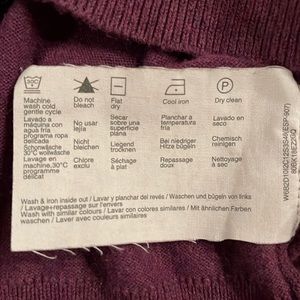 30C
P
Machine wash cold gentle cycle
Do not bleach
Flat dry
Cool iron
Dry clean
Lavado a máquina con agua fría programa ropa delicada
No usar lejía
Secar sobre una superficie plana
Planchar a temperatura fría
Lavado en seco
Schonwäsche 30°C wollwäsche
Nicht bleichen
Liegend trocknen
Bei niedriger
Chemisch reinigen
Lavage en machine,30°C programme délicat
Chlore exclu
Séchage à plat
Repassage doux
Nettoyage à sec
Wash & iron inside out / Lavar y planchar del revés / Waschen und bügeln von links
/ Lavage+repassage sur l'envers
Wash with similar colours / Lavar con colores similares / Mit ähnlichen Farben
waschen / Laver avec couleurs similaires